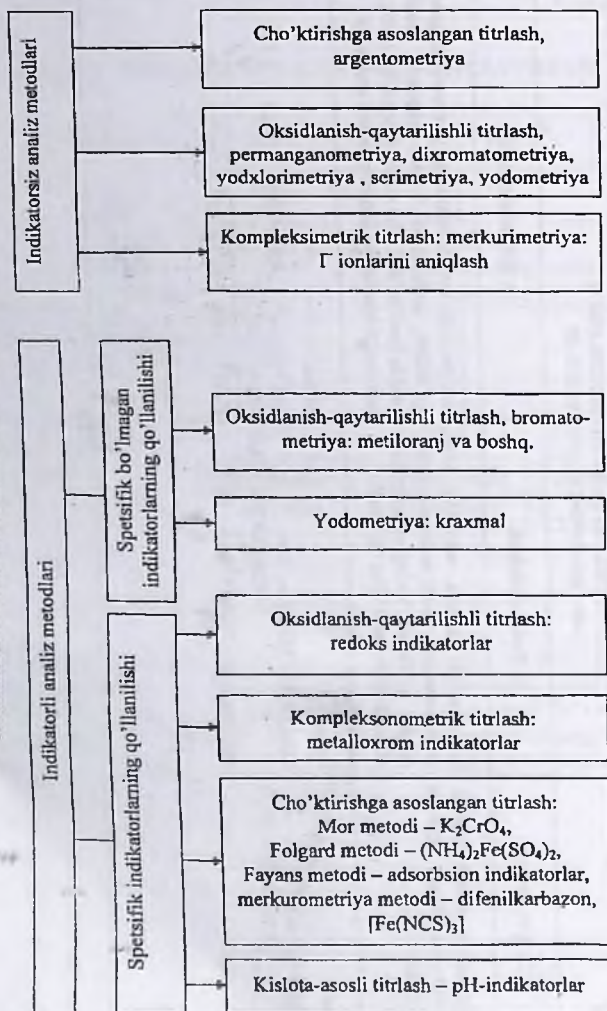 Indikatorsiz analiz metodlari
Cho'ktirishga asoslangan titrlash,
argentometriya
Oksidlanish-qaytarilishli titrlash,
permanganometriya, dixromatometriya,
yodxlorimetriya , serimetriya, yodometriya
Kompleksimetrik titrlash: merkurimetriya:
I⁻ ionlarini aniqlash
Indikatorli analiz metodlari
Spetsifik bo'lmagan
indikatorlarning qo'llanilishi
Oksidlanish-qaytarilishli titrlash, bromato-
metriya: metiloranj va boshq.
Yodometriya: kraxmal
Spetsifik indikatorlarning qo'llanilishi
Oksidlanish-qaytarilishli titrlash:
redoks indikatorlar
Kompleksonometrik titrlash:
metalloxrom indikatorlar
Cho'ktirishga asoslangan titrlash:
Mor metodi – K₂CrO₄,
Folgard metodi – (NH₄)₂Fe(SO₄)₂,
Fayans metodi – adsorbsion indikatorlar,
merkurometriya metodi – difenilkarbazon,
[Fe(NCS)₃]
Kislota-asosli titrlash – pH-indikatorlar